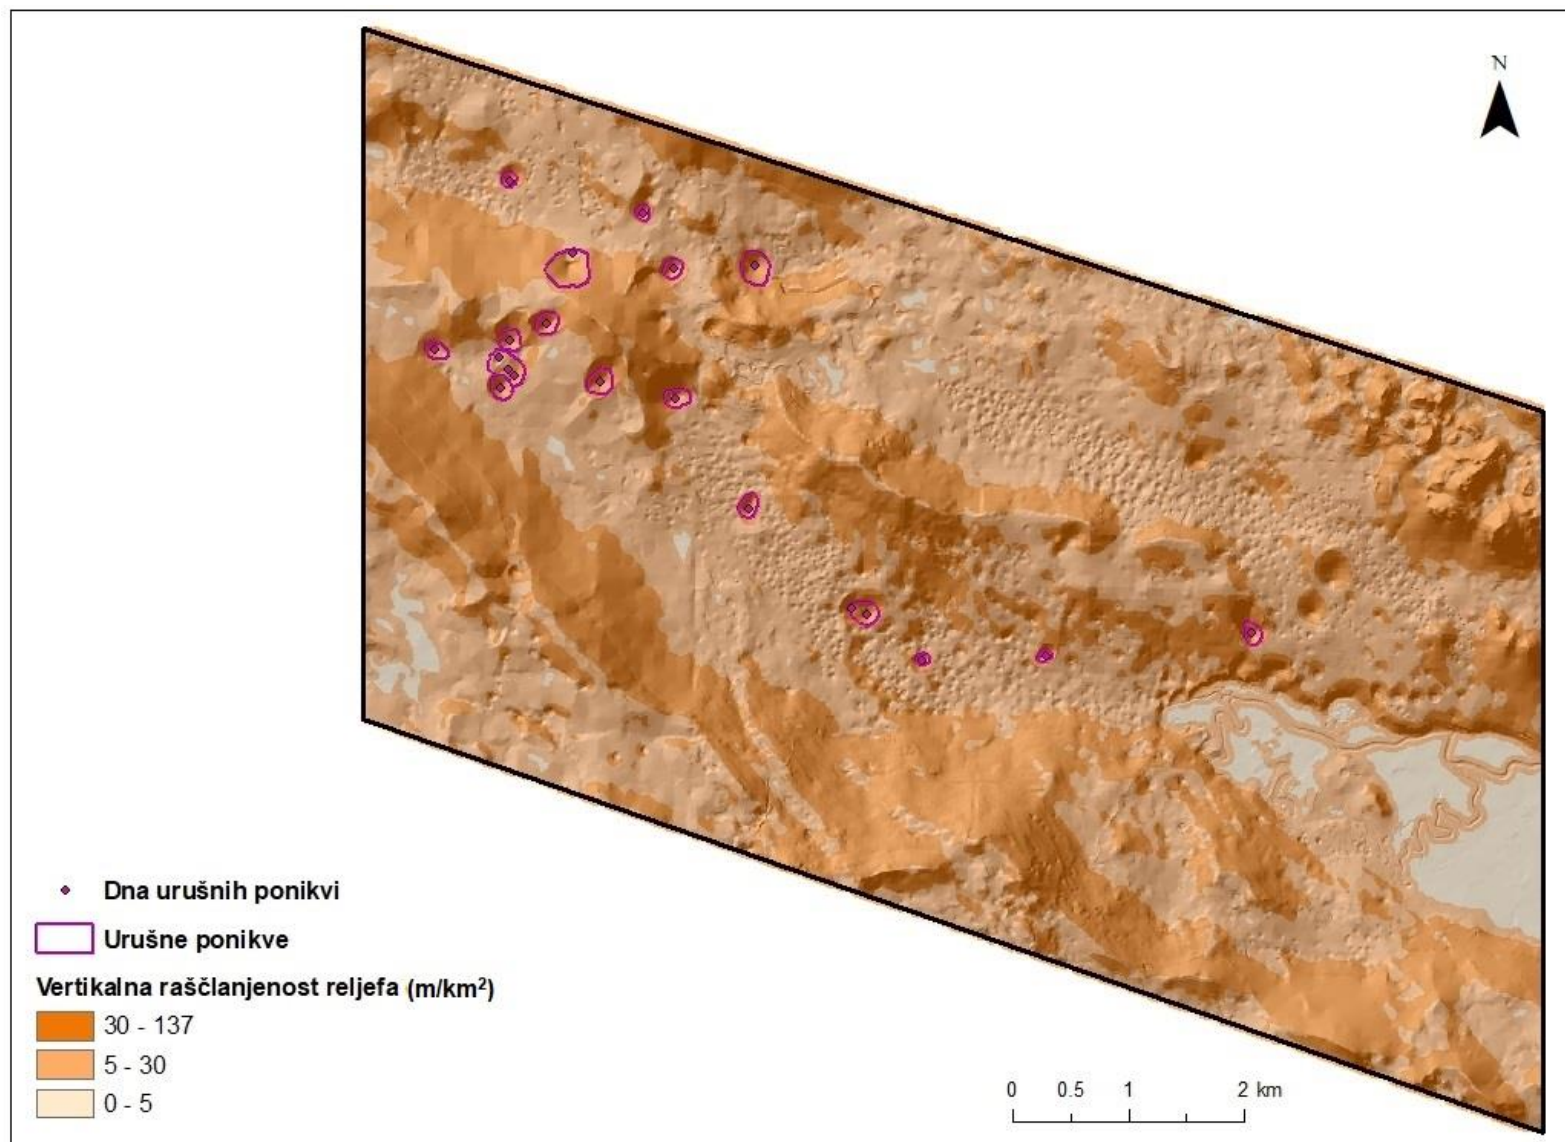 N
Dna urušnih ponikvi
Urušne ponikve
Vertikalna raščlanjenost reljefa (m/km²)
30 - 137
5 - 30
0 - 5
0 0.5 1 2 km